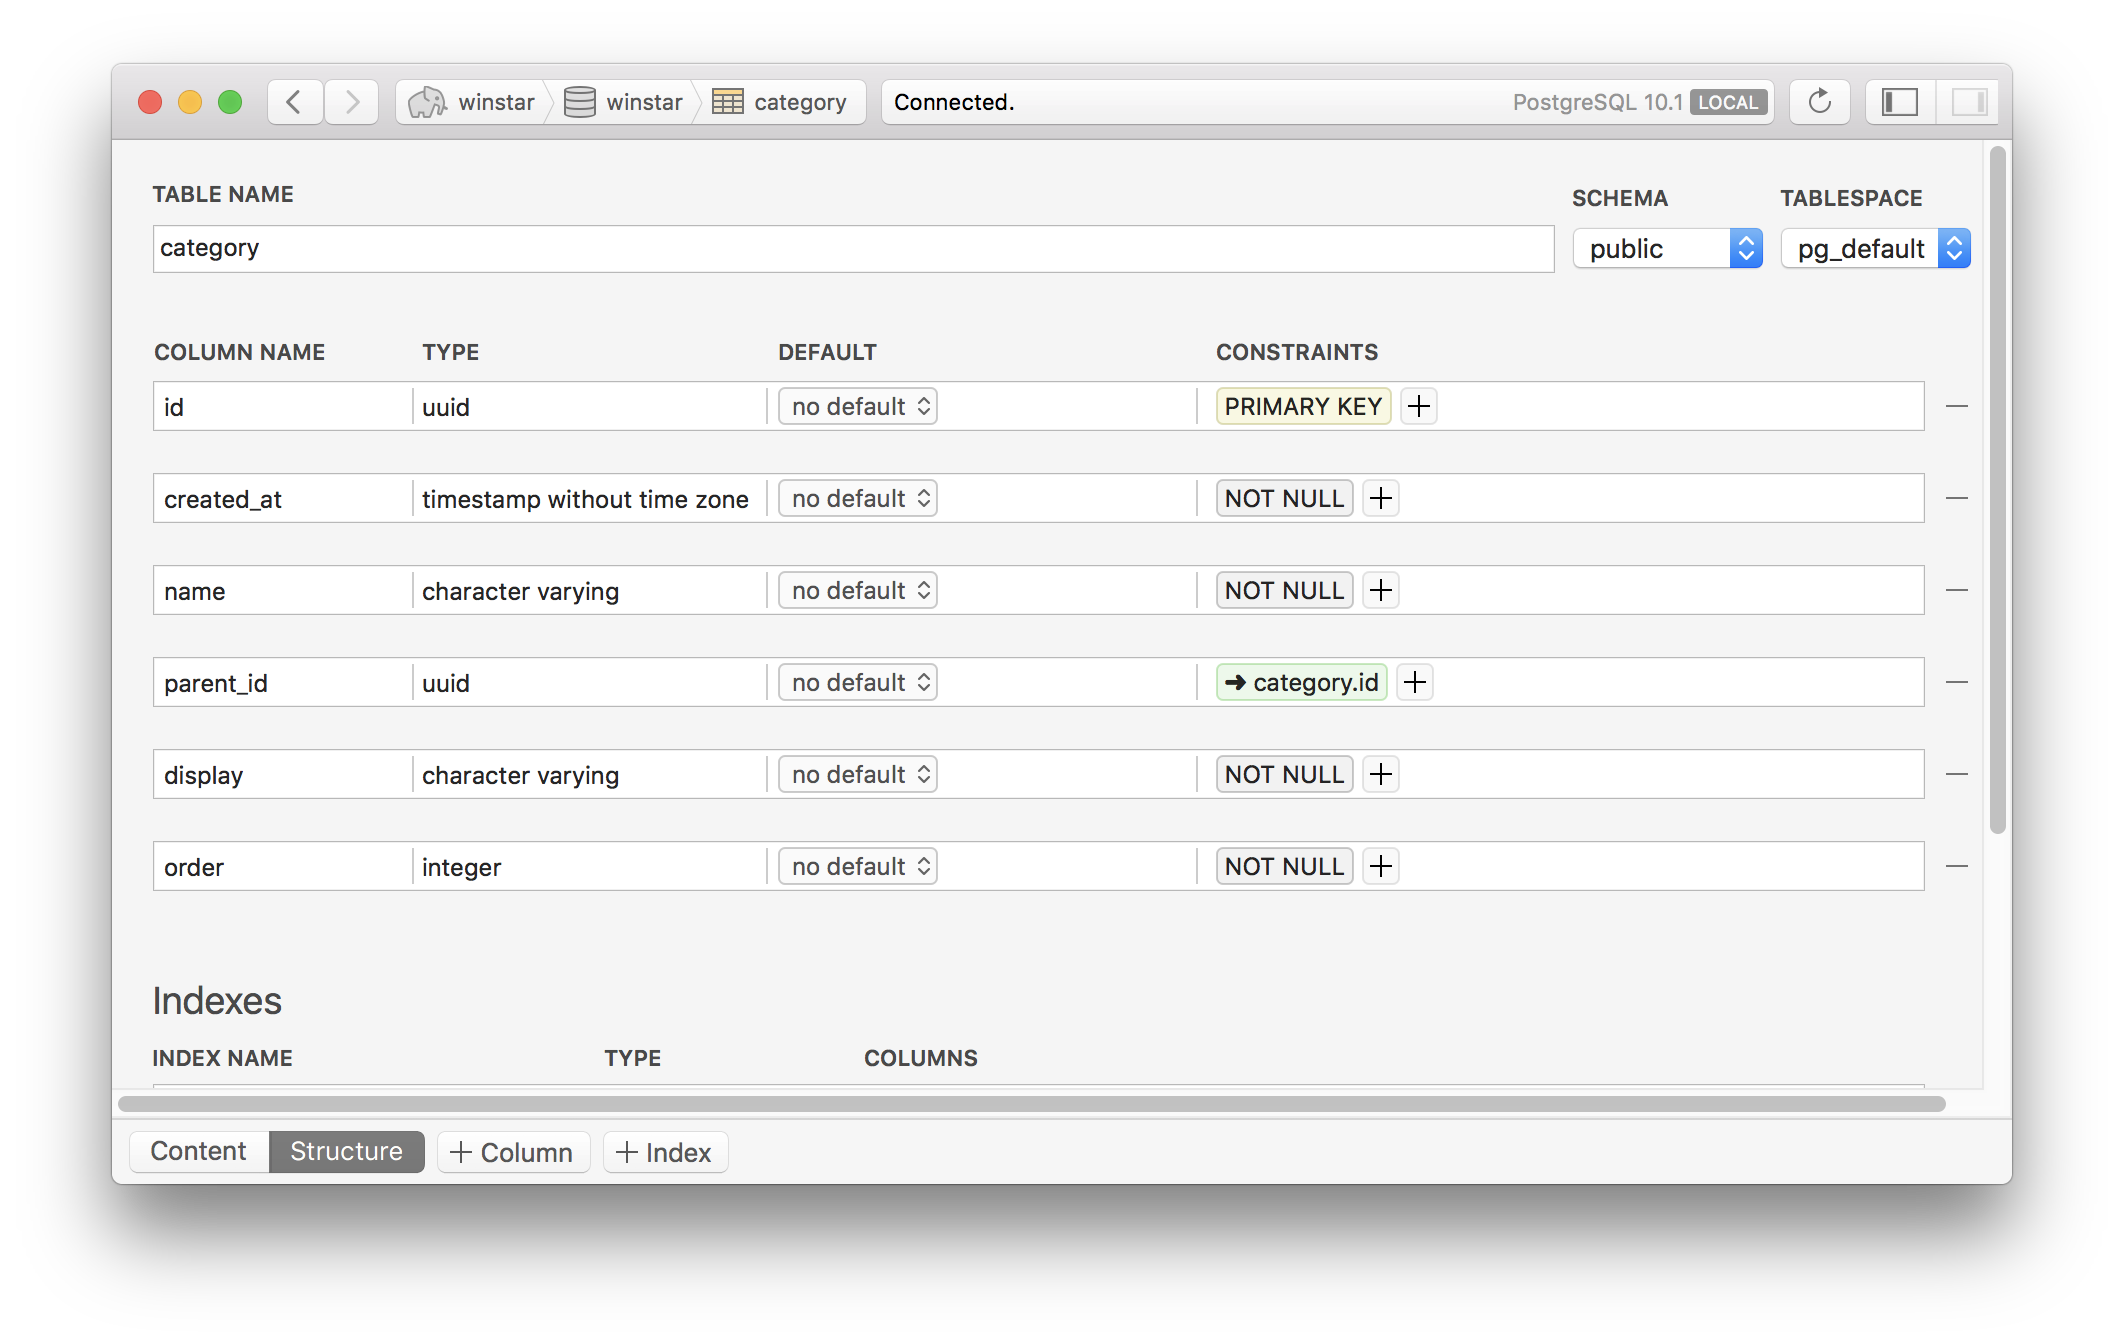 winstar winstar category Connected. PostgreSQL 10.1 LOCAL
TABLE NAME SCHEMA TABLESPACE
category public pg_default
COLUMN NAME TYPE DEFAULT CONSTRAINTS
id uuid no default PRIMARY KEY
created_at timestamp without time zone no default NOT NULL
name character varying no default NOT NULL
parent_id uuid no default ➜ category.id
display character varying no default NOT NULL
order integer no default NOT NULL
Indexes
INDEX NAME TYPE COLUMNS
Content Structure + Column + Index